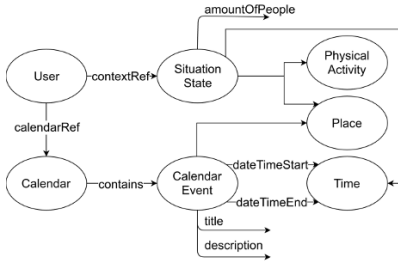 amountOfPeople
User
contextRef
Situation
State
Physical
Activity
calendarRef
Place
Calendar
contains
Calendar
Event
dateTimeStart
dateTimeEnd
Time
title
description